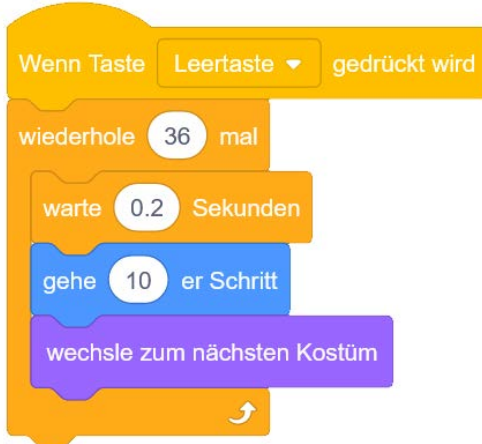 Wenn Taste Leertaste gedrückt wird
wiederhole 36 mal
warte 0.2 Sekunden
gehe 10 er Schritt
wechsle zum nächsten Kostüm